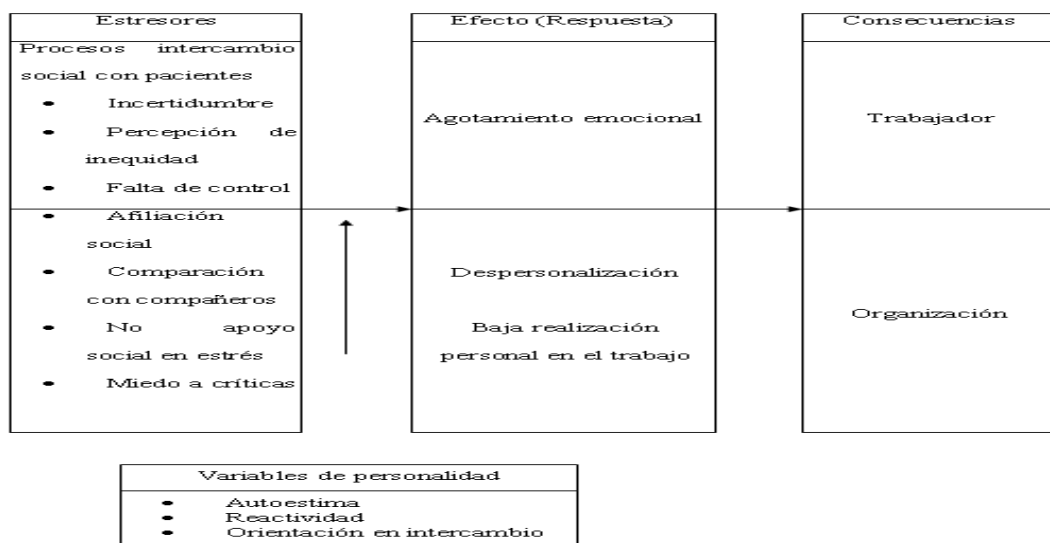 Estresores
Procesos intercambio
social con pacientes
• Incertidumbre
• Percepción de
inequidad
• Falta de control
• Afiliación
social
• Comparación
con compañeros
• No apoyo
social en estrés
• Miedo a críticas
Efecto (Respuesta)
Agotamiento emocional
Despersonalización
Baja realización
personal en el trabajo
Consecuencias
Trabajador
Organización
Variables de personalidad
• Autoestima
• Reactividad
• Orientación en intercambio